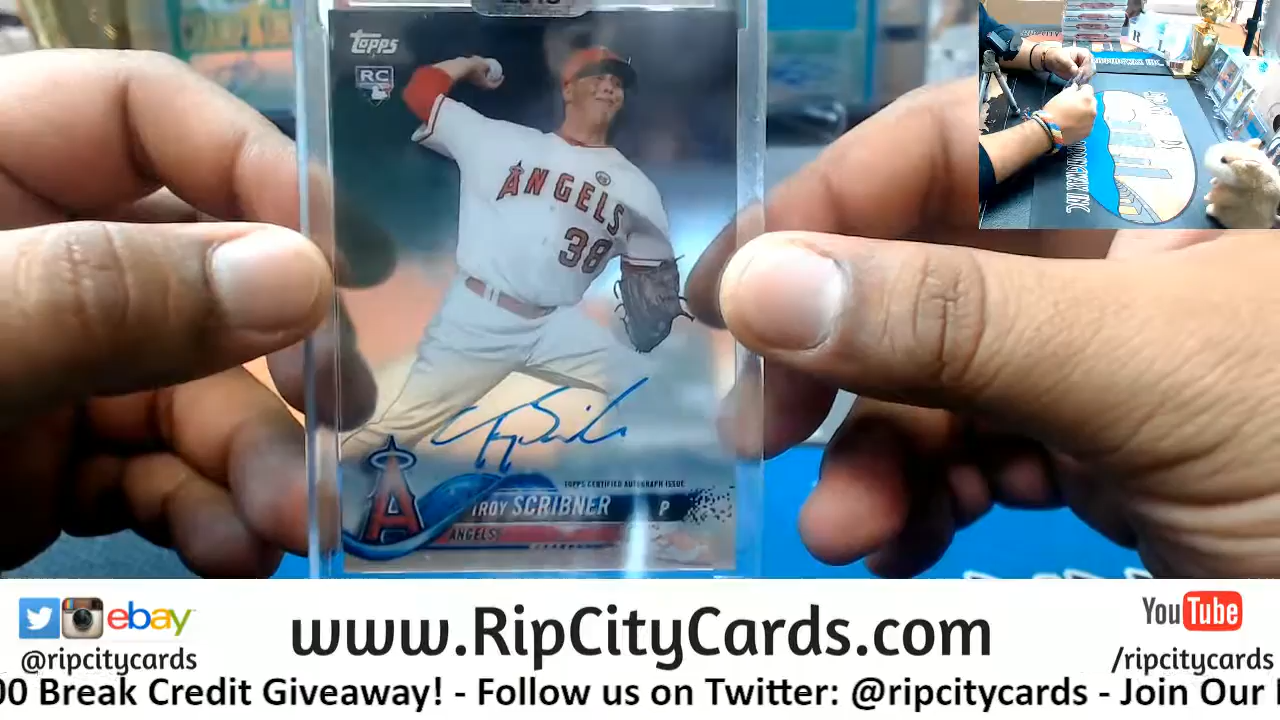 Topps
RC
ANGELS
38
TOPPS CERTIFIED AUTOGRAPH ISSUE
TROY SCRIBNER P
A
ANGELS
ebay
@ripcitycards
www.RipCityCards.com
YouTube
/ripcitycards
00 Break Credit Giveaway! - Follow us on Twitter: @ripcitycards - Join Our